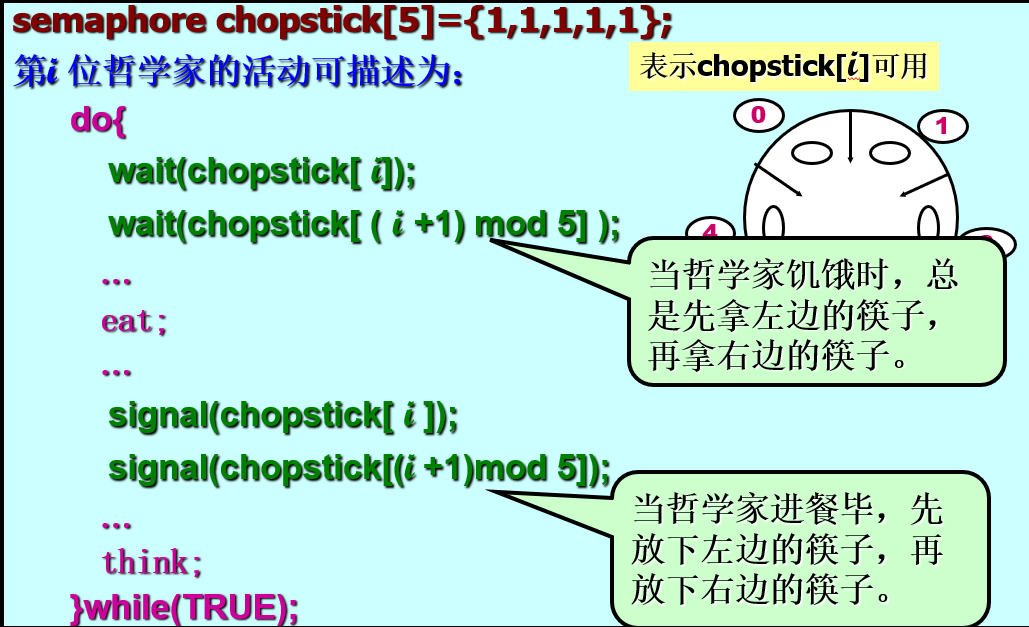 semaphore chopstick[5]={1,1,1,1,1};
第i 位哲学家的活动可描述为：
表示chopstick[i]可用
do{
0
1
wait(chopstick[ i]);
wait(chopstick[ ( i +1) mod 5] );
4
当哲学家饥饿时，总
是先拿左边的筷子，
再拿右边的筷子。
...
eat;
...
signal(chopstick[ i ]);
signal(chopstick[(i +1)mod 5]);
当哲学家进餐毕，先
放下左边的筷子，再
放下右边的筷子。
...
think;
}while(TRUE);